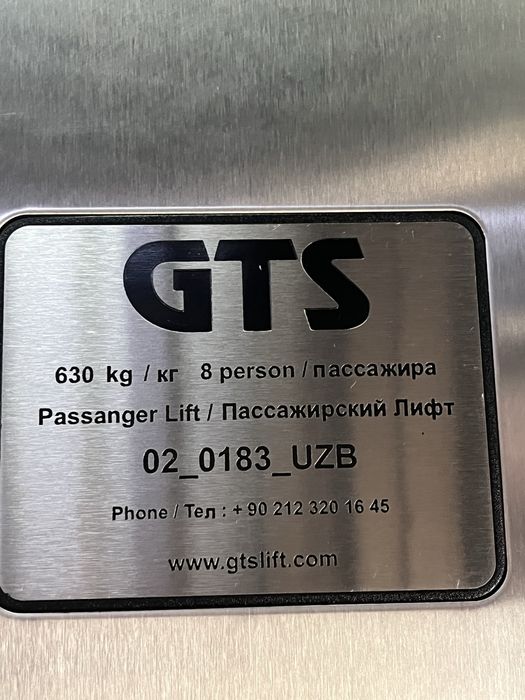 GTS
630 kg / кг 8 person / пассажира
Passanger Lift / Пассажирский Лифт
02_0183_UZB
Phone / Тел : + 90 212 320 16 45
www.gtslift.com